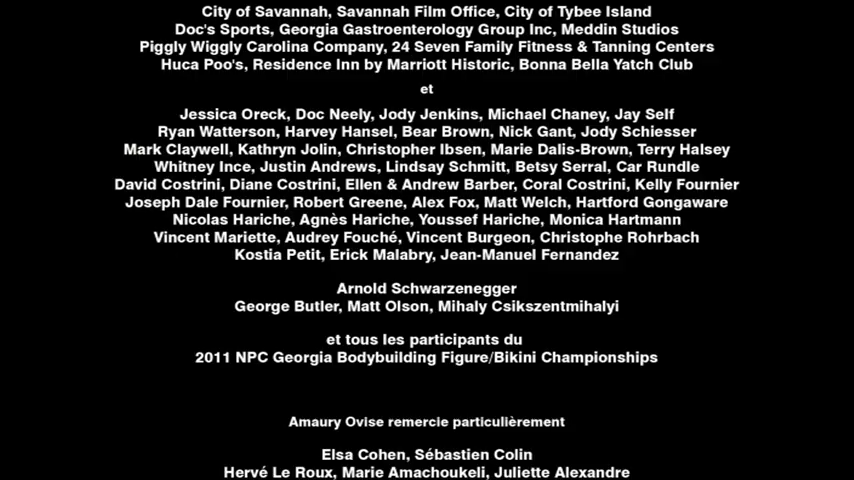 City of Savannah, Savannah Film Office, City of Tybee Island
Doc's Sports, Georgia Gastroenterology Group Inc, Meddin Studios
Piggly Wiggly Carolina Company, 24 Seven Family Fitness & Tanning Centers
Huca Poo's, Residence Inn by Marriott Historic, Bonna Bella Yatch Club
et
Jessica Oreck, Doc Neely, Jody Jenkins, Michael Chaney, Jay Self
Ryan Watterson, Harvey Hansel, Bear Brown, Nick Gant, Jody Schiesser
Mark Claywell, Kathryn Jolin, Christopher Ibsen, Marie Dalis-Brown, Terry Halsey
Whitney Ince, Justin Andrews, Lindsay Schmitt, Betsy Serral, Car Rundle
David Costrini, Diane Costrini, Ellen & Andrew Barber, Coral Costrini, Kelly Fournier
Joseph Dale Fournier, Robert Greene, Alex Fox, Matt Welch, Hartford Gongaware
Nicolas Hariche, Agnès Hariche, Youssef Hariche, Monica Hartmann
Vincent Mariette, Audrey Fouché, Vincent Burgeon, Christophe Rohrbach
Kostia Petit, Erick Malabry, Jean-Manuel Fernandez
Arnold Schwarzenegger
George Butler, Matt Olson, Mihaly Csikszentmihalyi
et tous les participants du
2011 NPC Georgia Bodybuilding Figure/Bikini Championships
Amaury Ovise remercie particulièrement
Elsa Cohen, Sébastien Colin
Hervé Le Roux, Marie Amachoukeli, Juliette Alexandre